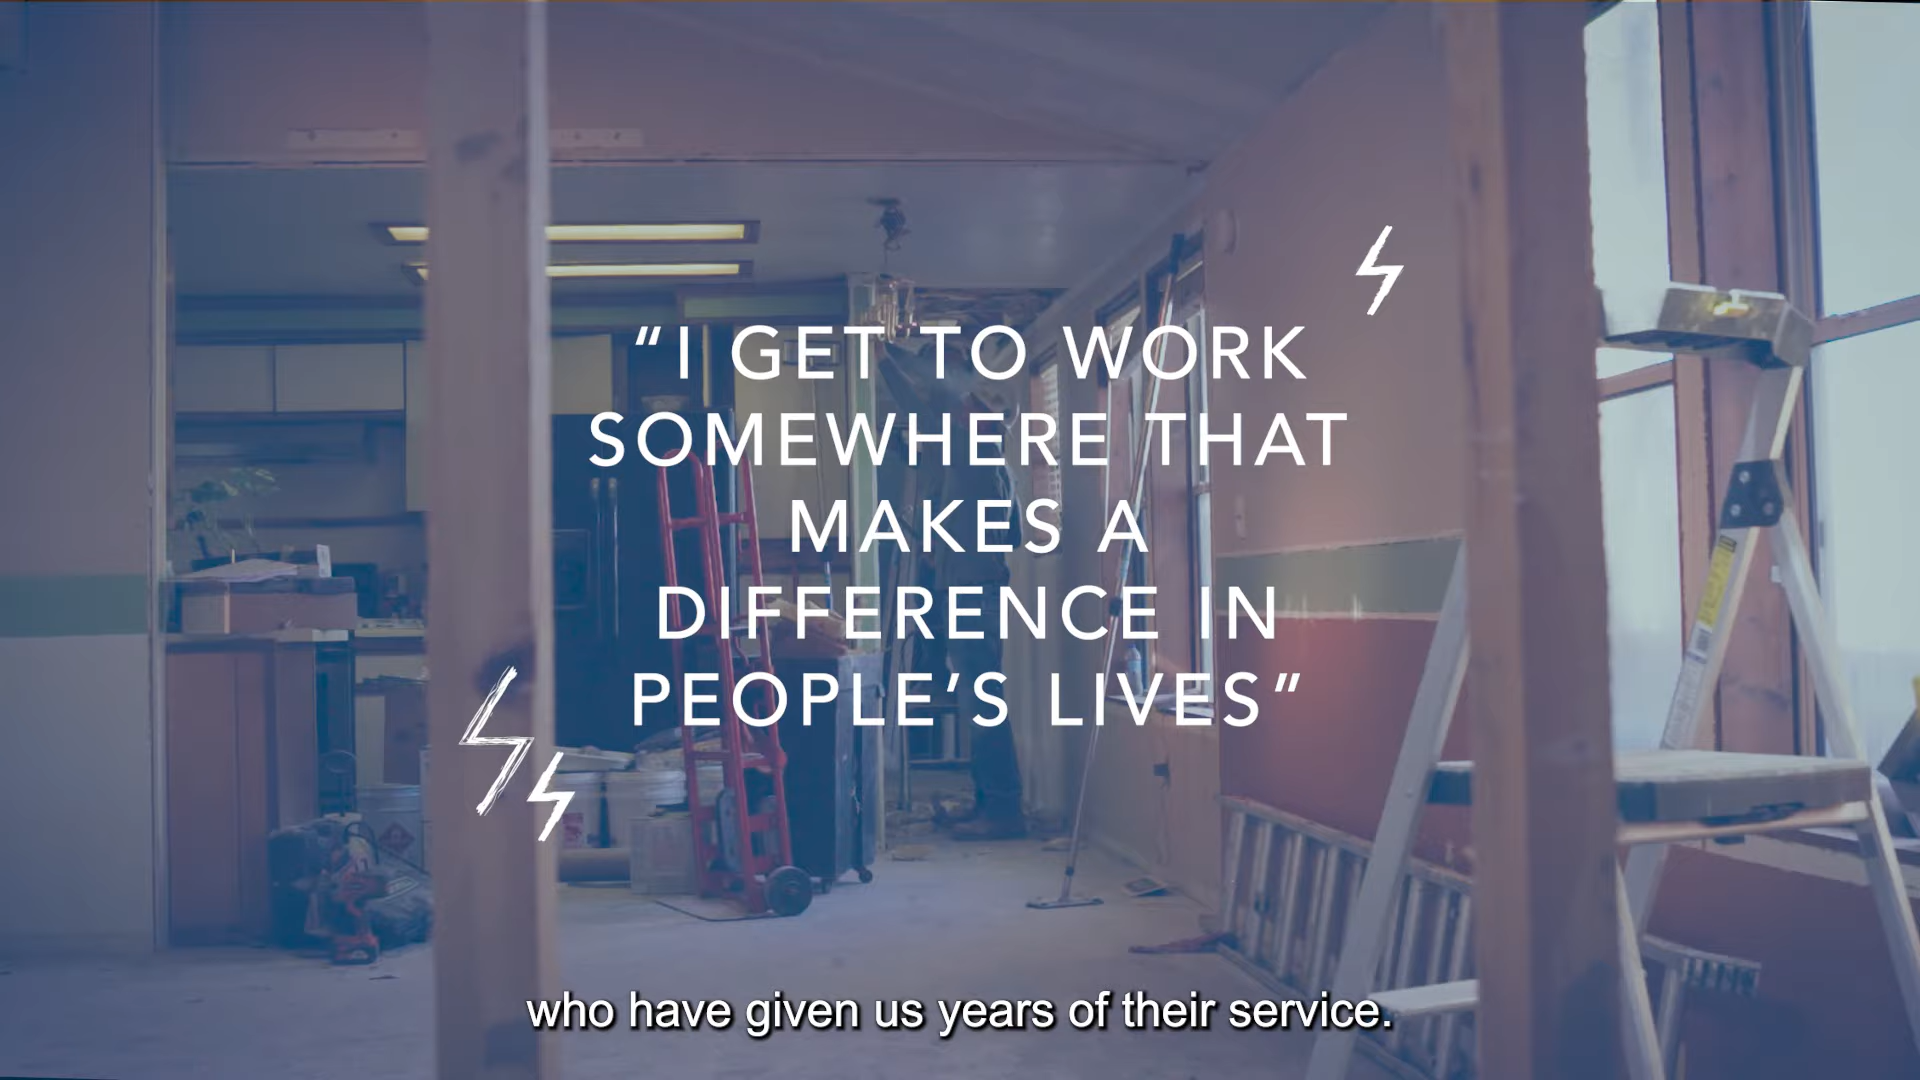 “I GET TO WORK
SOMEWHERE THAT
MAKES A
DIFFERENCE IN
PEOPLE’S LIVES”
who have given us years of their service.